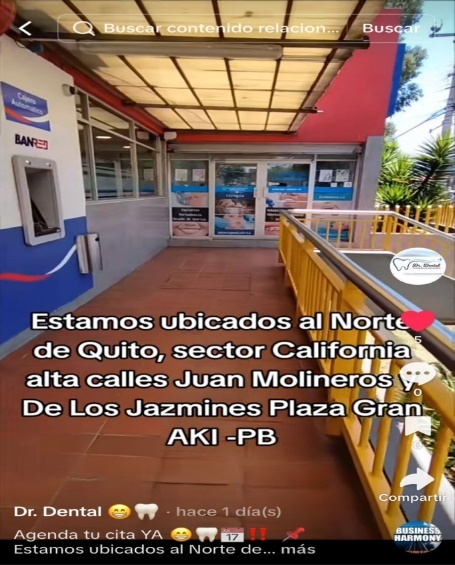 Buscar contenido relacion... Buscar
Cajero
Automático
BAN
Dr. Dental
Estamos ubicados al Norte
de Quito, sector California
alta calles Juan Molineros y
De Los Jazmines Plaza Gran
AKI -PB
5
0
Compartir
Dr. Dental 😁🦷 · hace 1 día(s)
Agenda tu cita YA 😁🦷📅‼️ 📌
Estamos ubicados al Norte de... más
BUSINESS
HARMONY